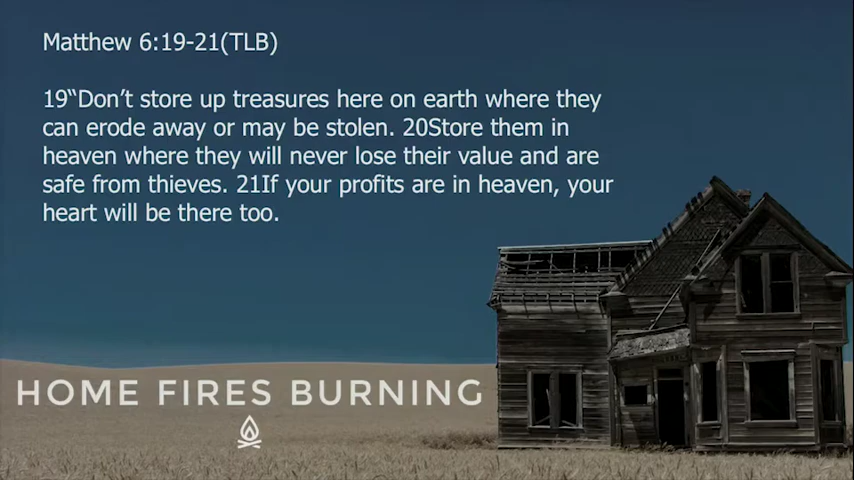 Matthew 6:19-21(TLB)
19“Don’t store up treasures here on earth where they
can erode away or may be stolen. 20Store them in
heaven where they will never lose their value and are
safe from thieves. 21If your profits are in heaven, your
heart will be there too.
HOME FIRES BURNING